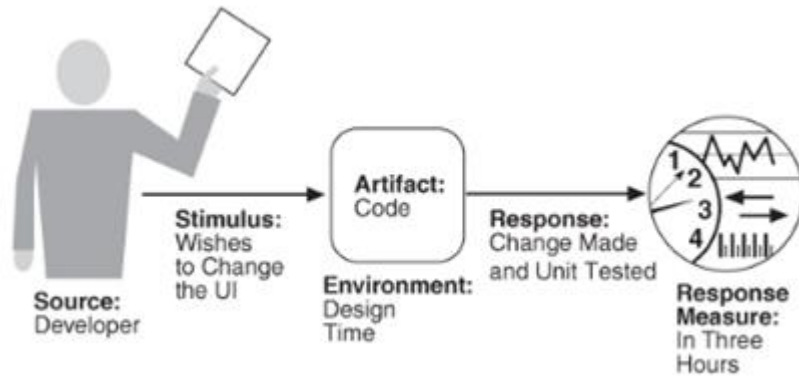 Source:
Developer
Stimulus:
Wishes
to Change
the UI
Artifact:
Code
Environment:
Design
Time
Response:
Change Made
and Unit Tested
1
2
3
4
Response
Measure:
In Three
Hours